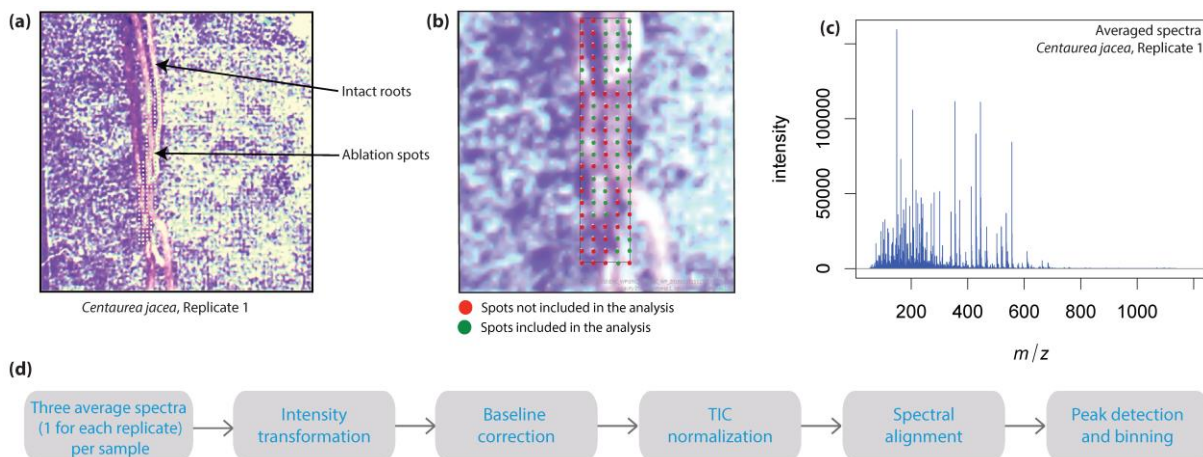 (a)
Intact roots
Ablation spots
Centaurea jacea, Replicate 1
(b)
Spots not included in the analysis
Spots included in the analysis
(c)
Averaged spectra
Centaurea jacea, Replicate 1
intensity
100000
50000
0
200
400
600
800
1000
m/z
(d)
Three average spectra
(1 for each replicate)
per sample
Intensity
transformation
Baseline
correction
TIC
normalization
Spectral
alignment
Peak detection
and binning